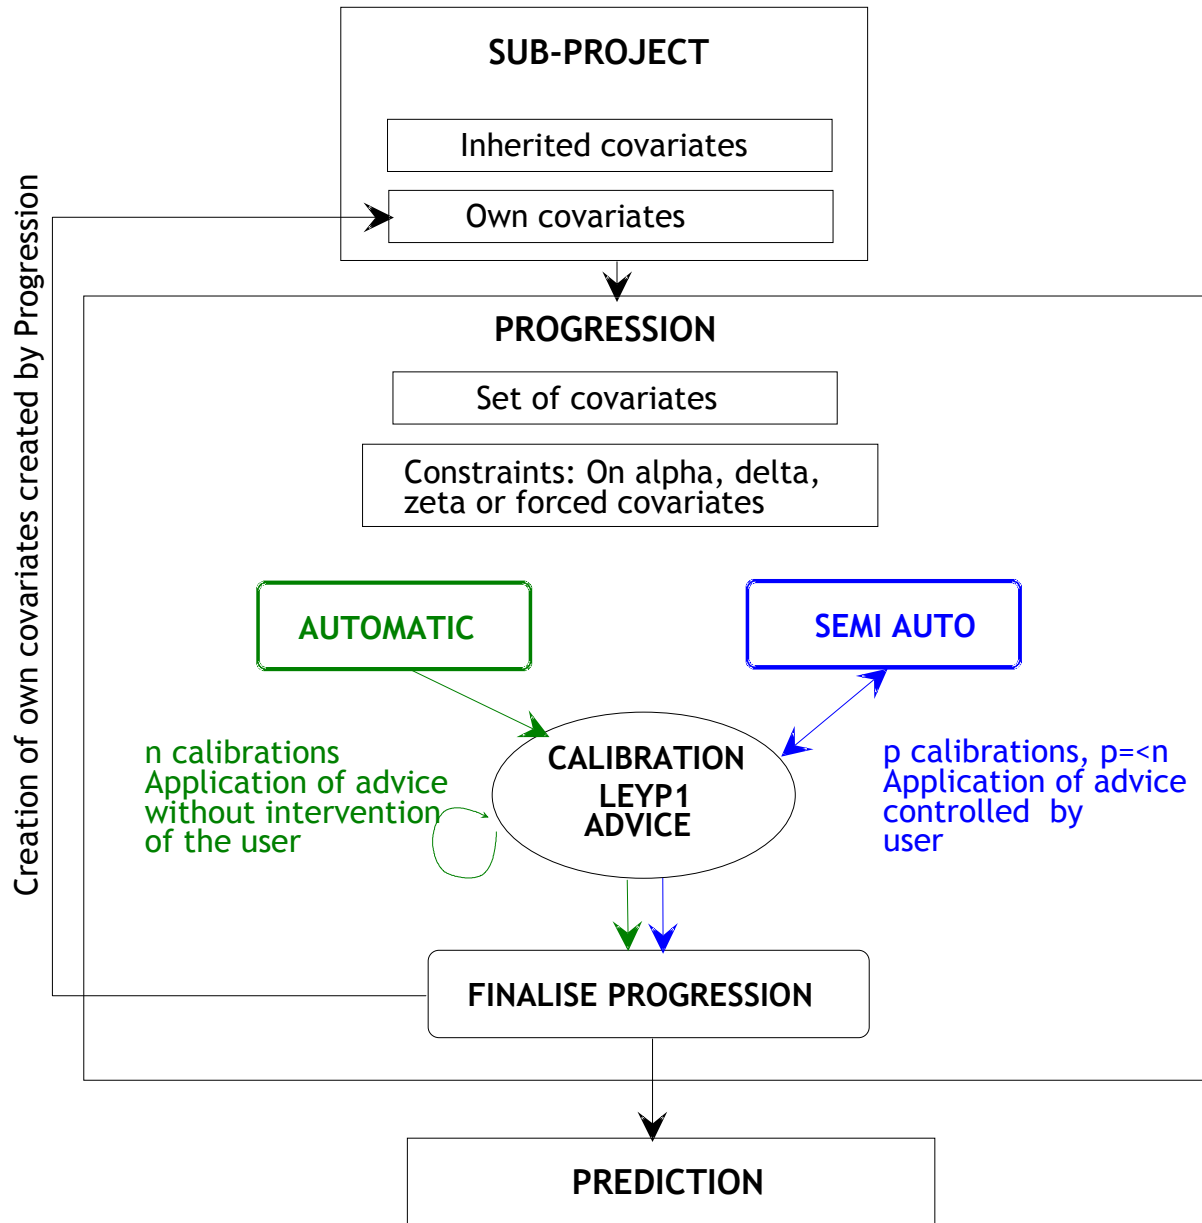 SUB-PROJECT
Inherited covariates
Own covariates
Creation of own covariates created by Progression
PROGRESSION
Set of covariates
Constraints: On alpha, delta,
zeta or forced covariates
AUTOMATIC
SEMI AUTO
n calibrations
Application of advice
without intervention
of the user
CALIBRATION
LEYP1
ADVICE
p calibrations, p=<n
Application of advice
controlled by
user
FINALISE PROGRESSION
PREDICTION